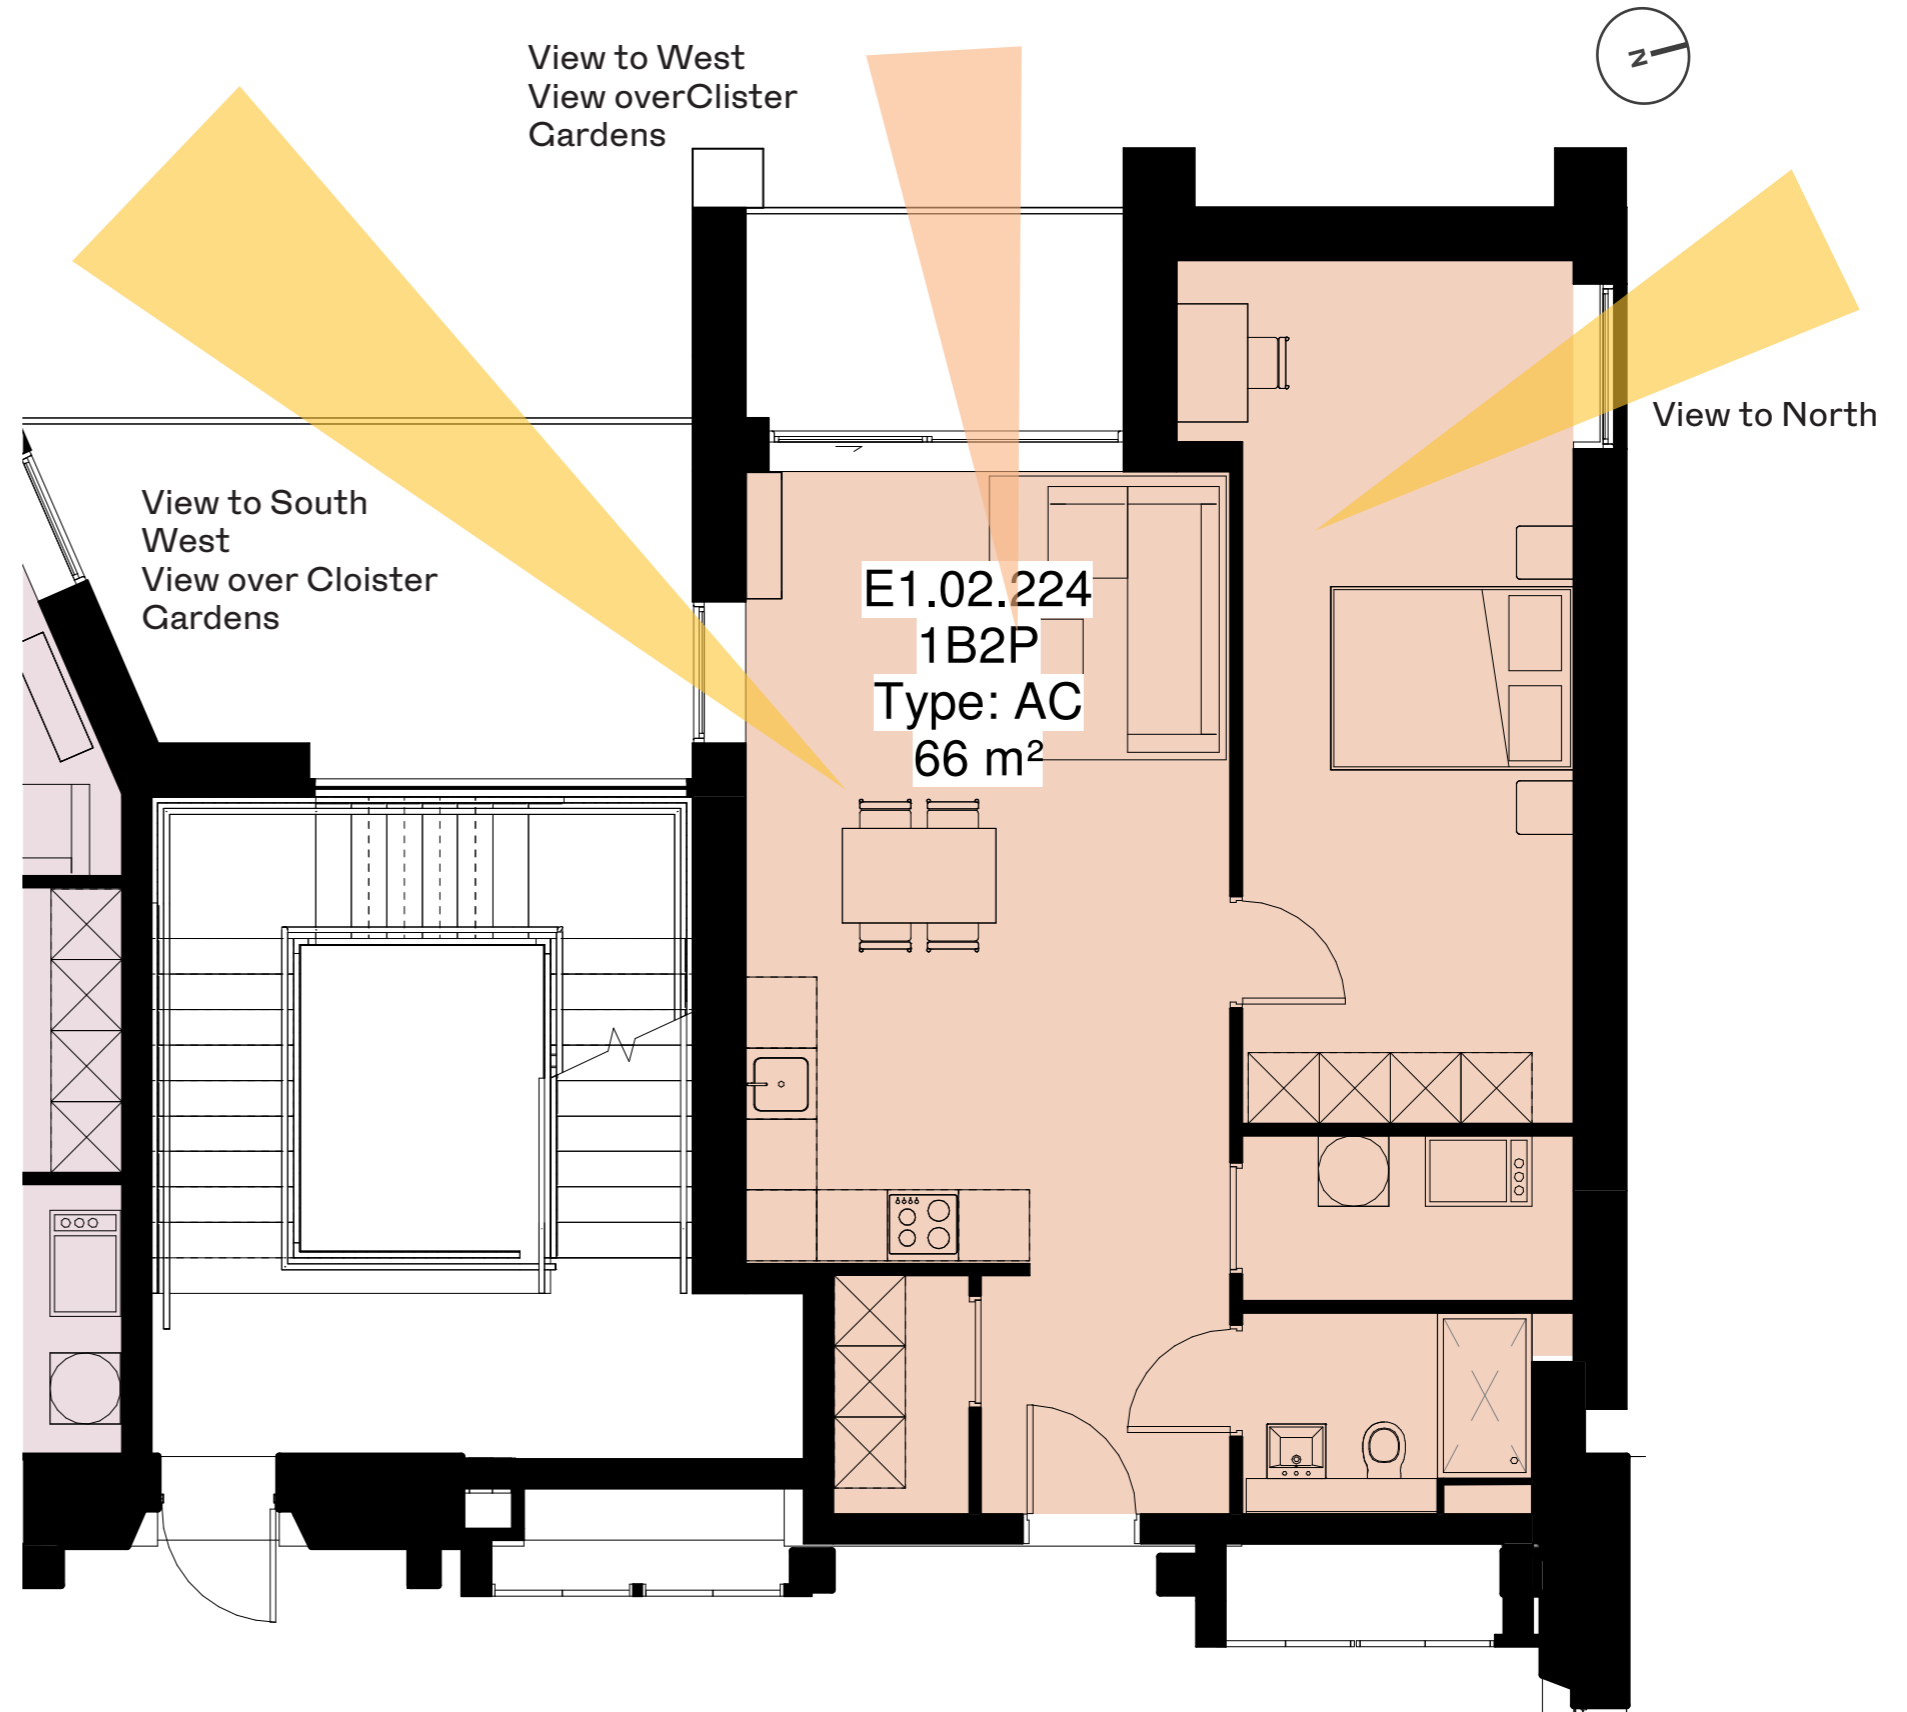 View to West
View overClister
Gardens
N
View to North
View to South
West
View over Cloister
Gardens
E1.02.224
1B2P
Type: AC
66 m²